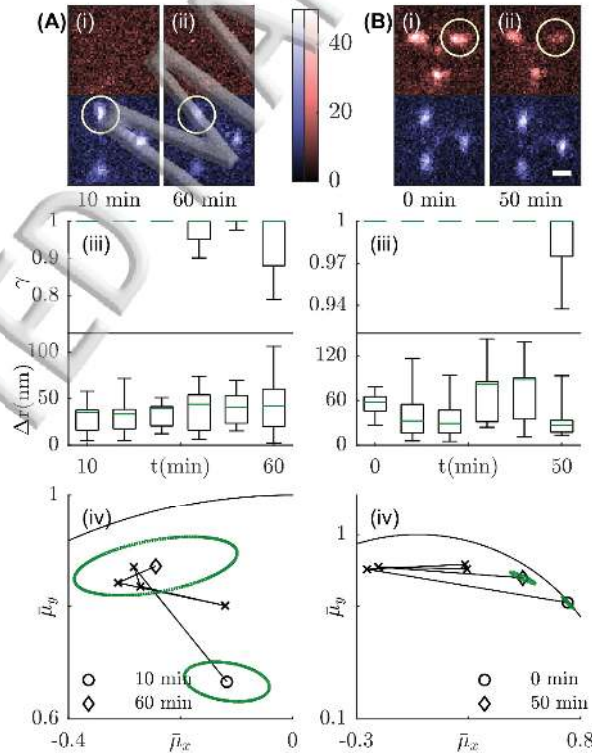 (A) (i) (ii)
40
20
0
(B) (i) (ii)
10 min 60 min
0 min 50 min
(iii)
1
0.9
0.8
γ
100
50
0
Δr(nm)
10 t(min) 60
(iii)
1
0.97
0.94
120
60
0
0 t(min) 50
(iv)
1
0.6
μ̄y
10 min
60 min
-0.4 μ̄x 0
(iv)
1
0.1
μ̄y
0 min
50 min
-0.3 μ̄x 0.8